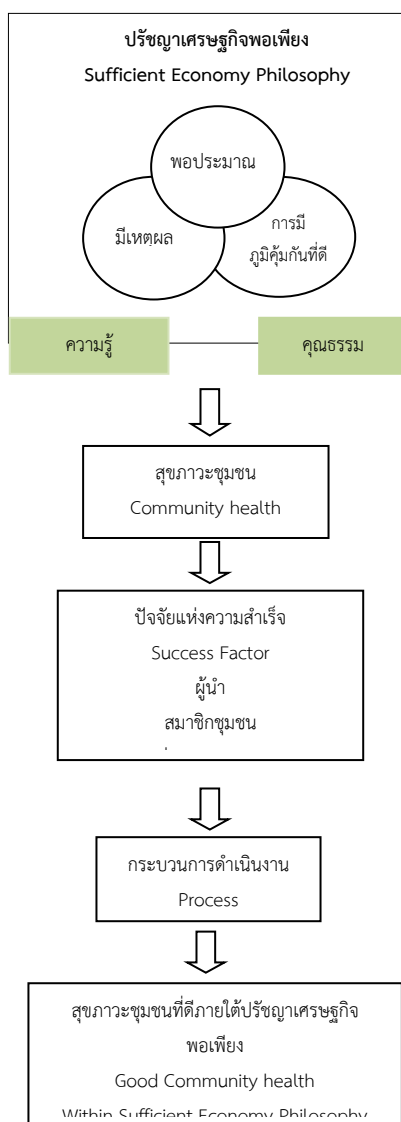 ปรัชญาเศรษฐกิจพอเพียง
Sufficient Economy Philosophy
พอประมาณ
มีเหตุผล
การมี
ภูมิคุ้มกันที่ดี
ความรู้
คุณธรรม
สุขภาวะชุมชน
Community health
ปัจจัยแห่งความสำเร็จ
Success Factor
ผู้นำ
สมาชิกชุมชน
กระบวนการดำเนินงาน
Process
สุขภาวะชุมชนที่ดีภายใต้ปรัชญาเศรษฐกิจ
พอเพียง
Good Community health
Within Sufficient Economy Philosophy